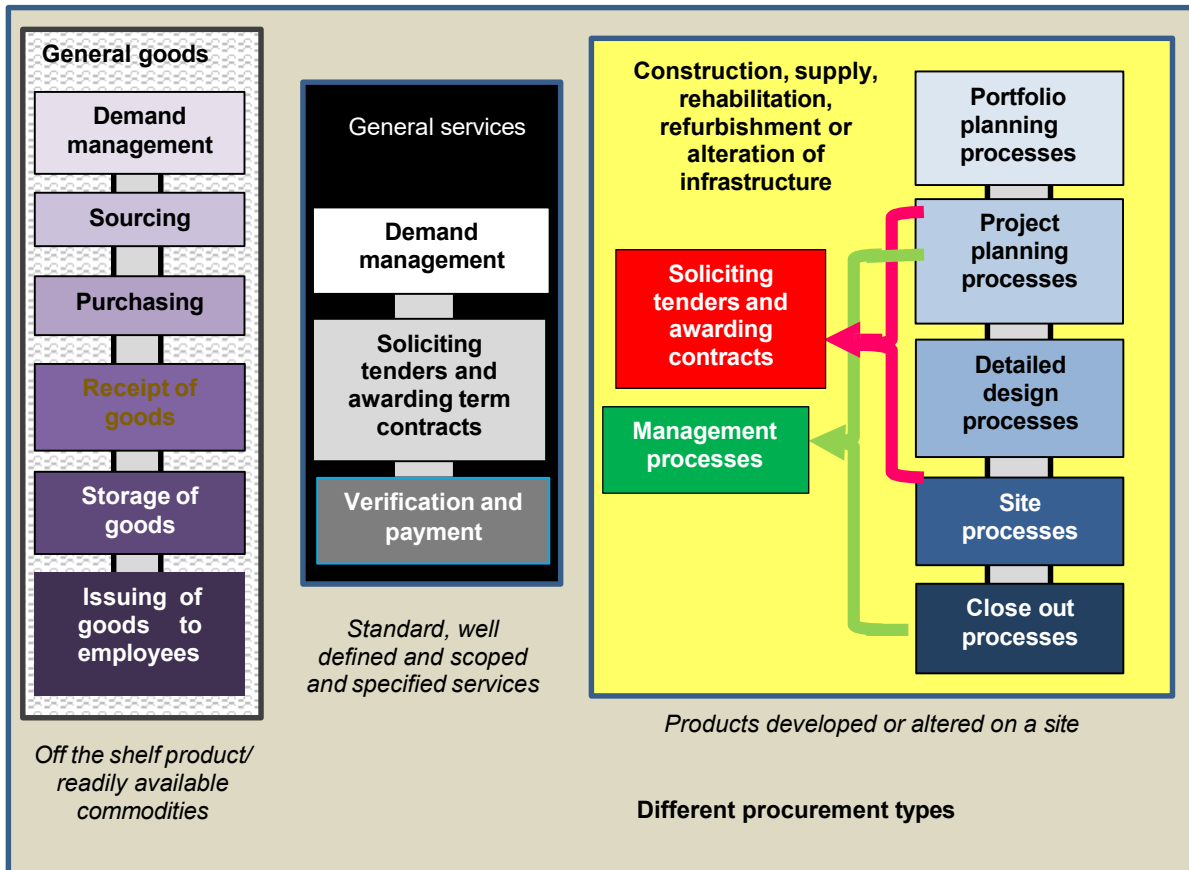 General goods
Demand
management
Sourcing
Purchasing
Receipt of
goods
Storage of
goods
Issuing of
goods to
employees
Off the shelf product/
readily available
commodities
General services
Demand
management
Soliciting
tenders and
awarding term
contracts
Verification and
payment
Standard, well
defined and scoped
and specified services
Construction, supply,
rehabilitation,
refurbishment or
alteration of
infrastructure
Soliciting
tenders and
awarding
contracts
Management
processes
Portfolio
planning
processes
Project
planning
processes
Detailed
design
processes
Site
processes
Close out
processes
Products developed or altered on a site
Different procurement types